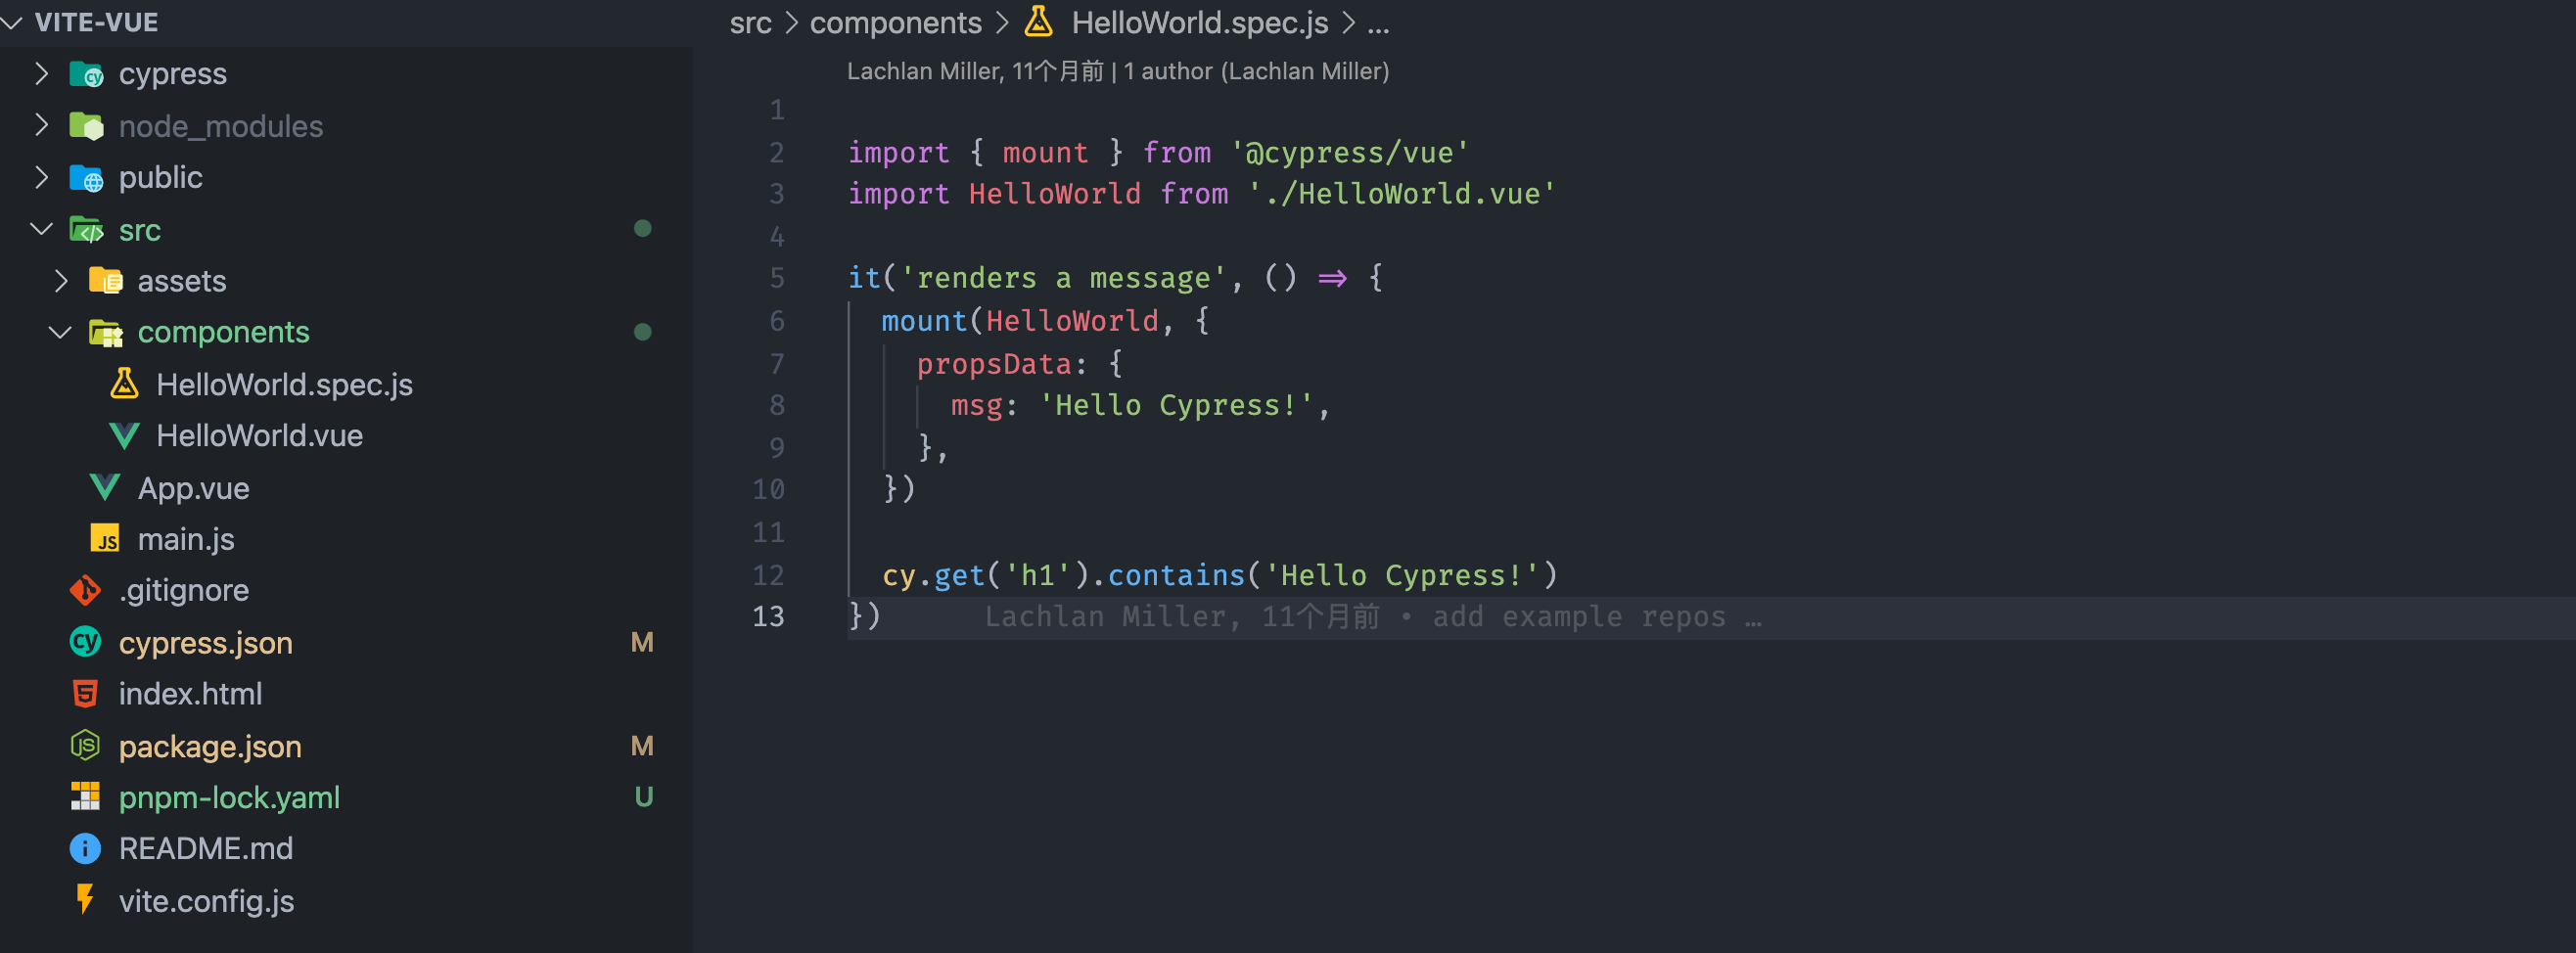 VITE-VUE
cypress
node_modules
public
src
assets
components
HelloWorld.spec.js
HelloWorld.vue
App.vue
JS main.js
.gitignore
cy cypress.json M
index.html
package.json M
pnpm-lock.yaml U
README.md
vite.config.js
src > components > HelloWorld.spec.js > ...
Lachlan Miller, 11个月前 | 1 author (Lachlan Miller)
1
2 import { mount } from '@cypress/vue'
3 import HelloWorld from './HelloWorld.vue'
4
5 it('renders a message', () => {
6 mount(HelloWorld, {
7 propsData: {
8 msg: 'Hello Cypress!',
9 },
10 })
11
12 cy.get('h1').contains('Hello Cypress!')
13 }) Lachlan Miller, 11个月前 • add example repos …